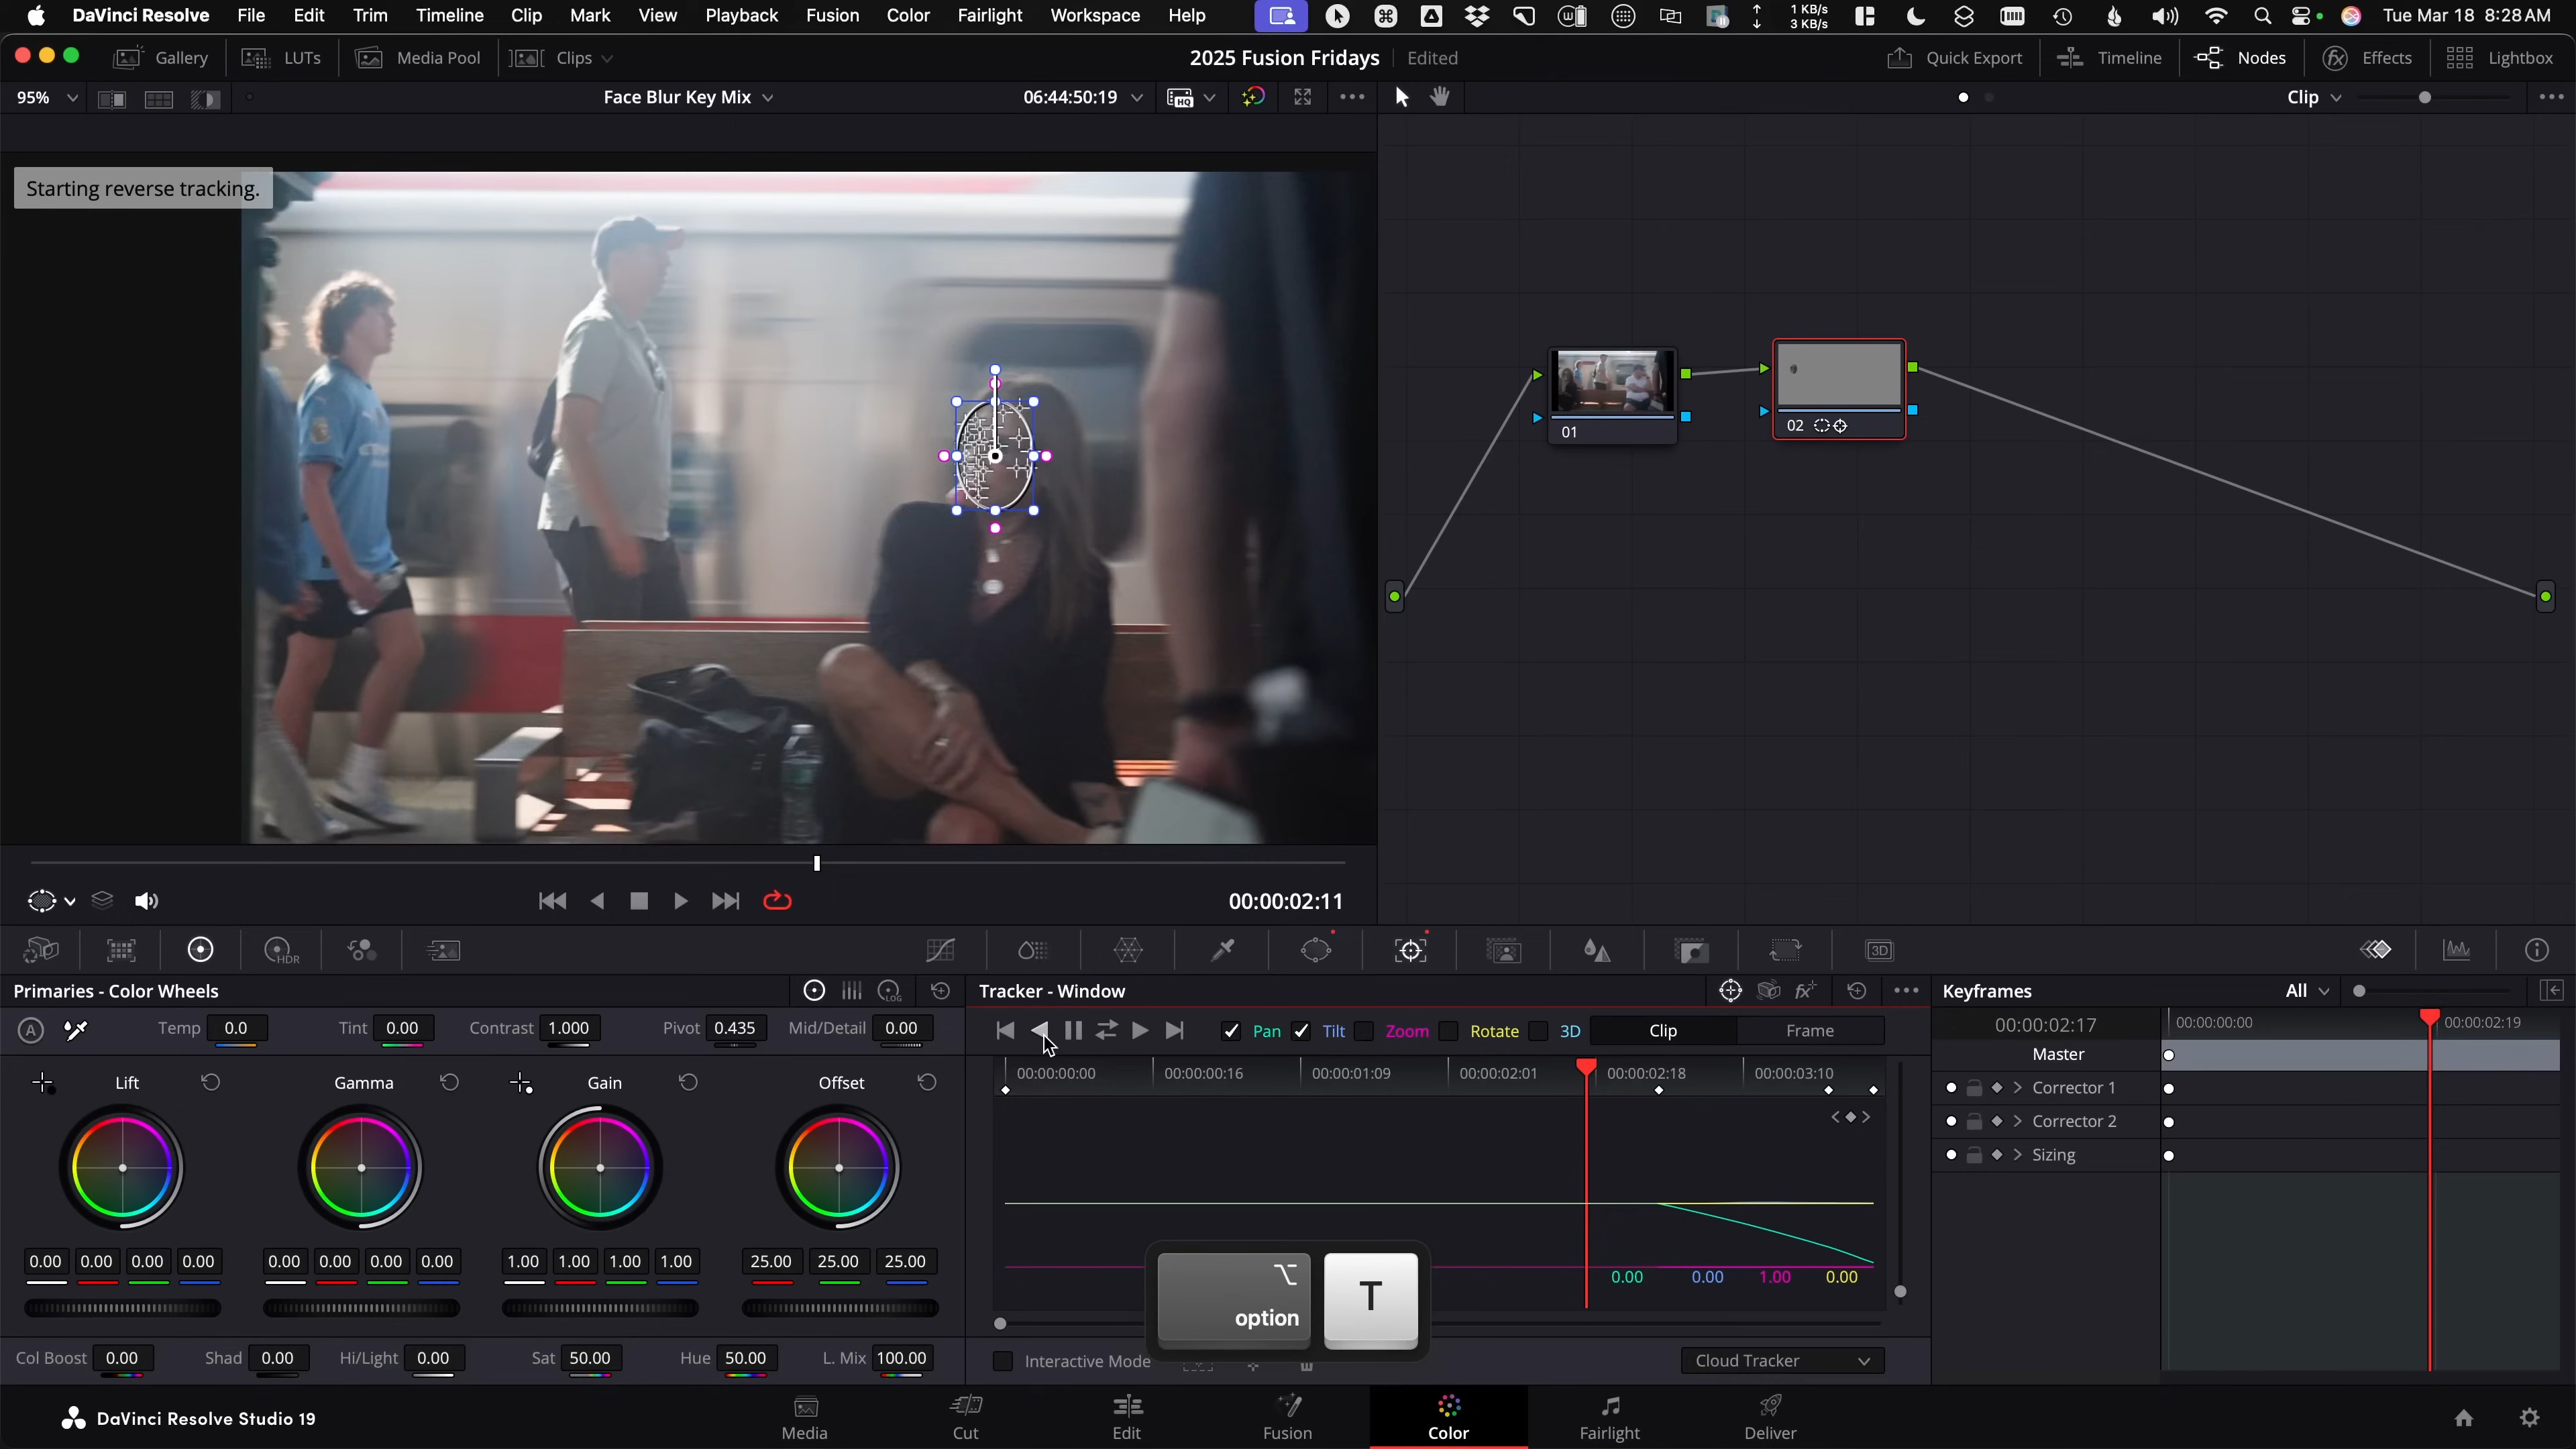 DaVinci Resolve File Edit Trim Timeline Clip Mark View Playback Fusion Color Fairlight Workspace Help 1 KB/s 3 KB/s Tue Mar 18 8:28 AM
Gallery LUTs Media Pool Clips 2025 Fusion Fridays Edited Quick Export Timeline Nodes Effects Lightbox
95% Face Blur Key Mix 06:44:50:19 HQ Clip
Starting reverse tracking.
01
02
00:00:02:11
HDR 3D
Primaries - Color Wheels LOG Tracker - Window Keyframes All
A Temp 0.0 Tint 0.00 Contrast 1.000 Pivot 0.435 Mid/Detail 0.00 Pan Tilt Zoom Rotate 3D Clip Frame 00:00:02:17 00:00:00:00 00:00:02:19
Master
Lift Gamma Gain Offset 00:00:00:00 00:00:00:16 00:00:01:09 00:00:02:01 00:00:02:18 00:00:03:10 Corrector 1
Corrector 2
Sizing
0.00 0.00 0.00 0.00 0.00 0.00 0.00 0.00 1.00 1.00 1.00 1.00 25.00 25.00 25.00 0.00 0.00 1.00 0.00
option T
Col Boost 0.00 Shad 0.00 Hi/Light 0.00 Sat 50.00 Hue 50.00 L. Mix 100.00 Interactive Mode Cloud Tracker
DaVinci Resolve Studio 19 Media Cut Edit Fusion Color Fairlight Deliver